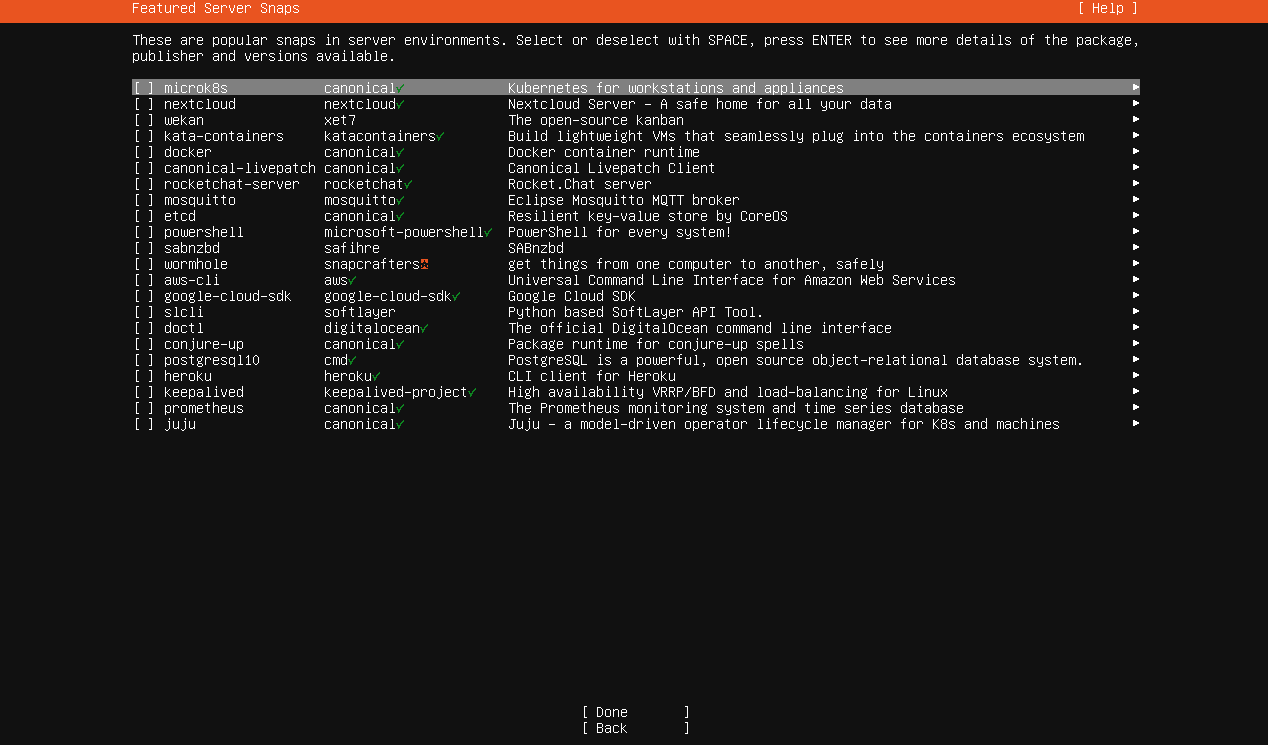 Featured Server Snaps [ Help ]
These are popular snaps in server environments. Select or deselect with SPACE, press ENTER to see more details of the package,
publisher and versions available.
[ ] microk8s canonical✓ Kubernetes for workstations and appliances ▸
[ ] nextcloud nextcloud✓ Nextcloud Server - A safe home for all your data ▸
[ ] wekan xet7 The open-source kanban ▸
[ ] kata-containers katacontainers✓ Build lightweight VMs that seamlessly plug into the containers ecosystem ▸
[ ] docker canonical✓ Docker container runtime ▸
[ ] canonical-livepatch canonical✓ Canonical Livepatch Client ▸
[ ] rocketchat-server rocketchat✓ Rocket.Chat server ▸
[ ] mosquitto mosquitto✓ Eclipse Mosquitto MQTT broker ▸
[ ] etcd canonical✓ Resilient key-value store by CoreOS ▸
[ ] powershell microsoft-powershell✓ PowerShell for every system! ▸
[ ] sabnzbd safihre SABnzbd ▸
[ ] wormhole snapcrafters✪ get things from one computer to another, safely ▸
[ ] aws-cli aws✓ Universal Command Line Interface for Amazon Web Services ▸
[ ] google-cloud-sdk google-cloud-sdk✓ Google Cloud SDK ▸
[ ] slcli softlayer Python based SoftLayer API Tool. ▸
[ ] doctl digitalocean✓ The official DigitalOcean command line interface ▸
[ ] conjure-up canonical✓ Package runtime for conjure-up spells ▸
[ ] postgresql10 cmd✓ PostgreSQL is a powerful, open source object-relational database system. ▸
[ ] heroku heroku✓ CLI client for Heroku ▸
[ ] keepalived keepalived-project✓ High availability VRRP/BFD and load-balancing for Linux ▸
[ ] prometheus canonical✓ The Prometheus monitoring system and time series database ▸
[ ] juju canonical✓ Juju - a model-driven operator lifecycle manager for K8s and machines ▸
[ Done ]
[ Back ]